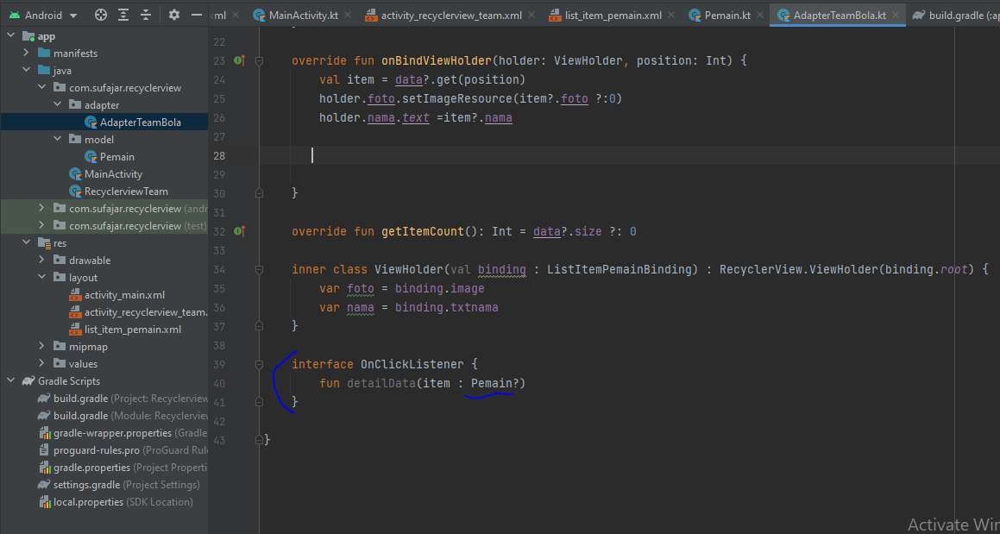 Android
ml
MainActivity.kt
activity_recyclerview_team.xml
list_item_pemain.xml
Pemain.kt
AdapterTeamBola.kt
build.gradle (:ap
app
manifests
java
com.sufajar.recyclerview
adapter
AdapterTeamBola
model
Pemain
MainActivity
RecyclerviewTeam
com.sufajar.recyclerview (andr
com.sufajar.recyclerview (test)
res
drawable
layout
activity_main.xml
activity_recyclerview_team.
list_item_pemain.xml
mipmap
values
Gradle Scripts
build.gradle (Project: Recyclerview
build.gradle (Module: Recyclerview
gradle-wrapper.properties (Gradle
proguard-rules.pro (ProGuard Rul
gradle.properties (Project Properti
settings.gradle (Project Settings)
local.properties (SDK Location)
22
23 override fun onBindViewHolder(holder: ViewHolder, position: Int) {
24 val item = data?.get(position)
25 holder.foto.setImageResource(item?.foto ?:0)
26 holder.nama.text =item?.nama
27
28
29
30 }
31
32 override fun getItemCount(): Int = data?.size ?: 0
33
34 inner class ViewHolder(val binding : ListItemPemainBinding) : RecyclerView.ViewHolder(binding.root) {
35 var foto = binding.image
36 var nama = binding.txtnama
37 }
38
39 interface OnClickListener {
40 fun detailData(item : Pemain?)
41 }
42
43 }
Activate Win